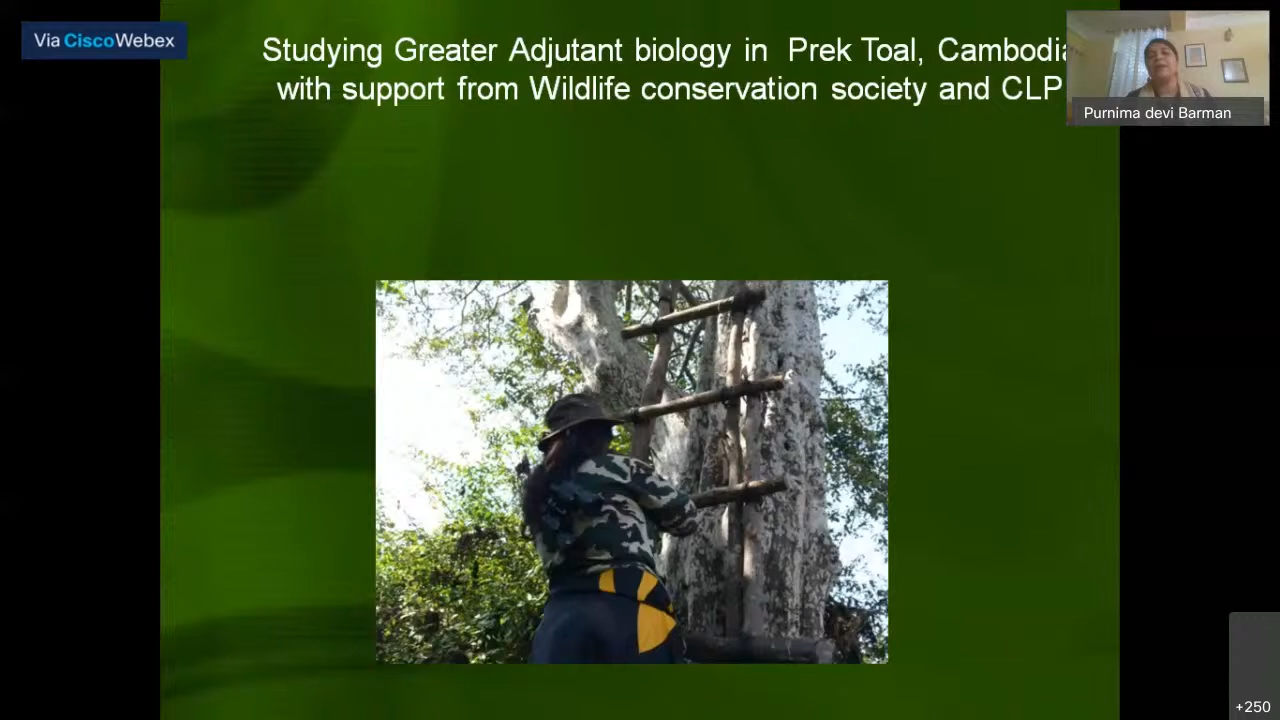 Via CiscoWebex
Studying Greater Adjutant biology in Prek Toal, Cambodia
with support from Wildlife conservation society and CLP
Purnima devi Barman
+250